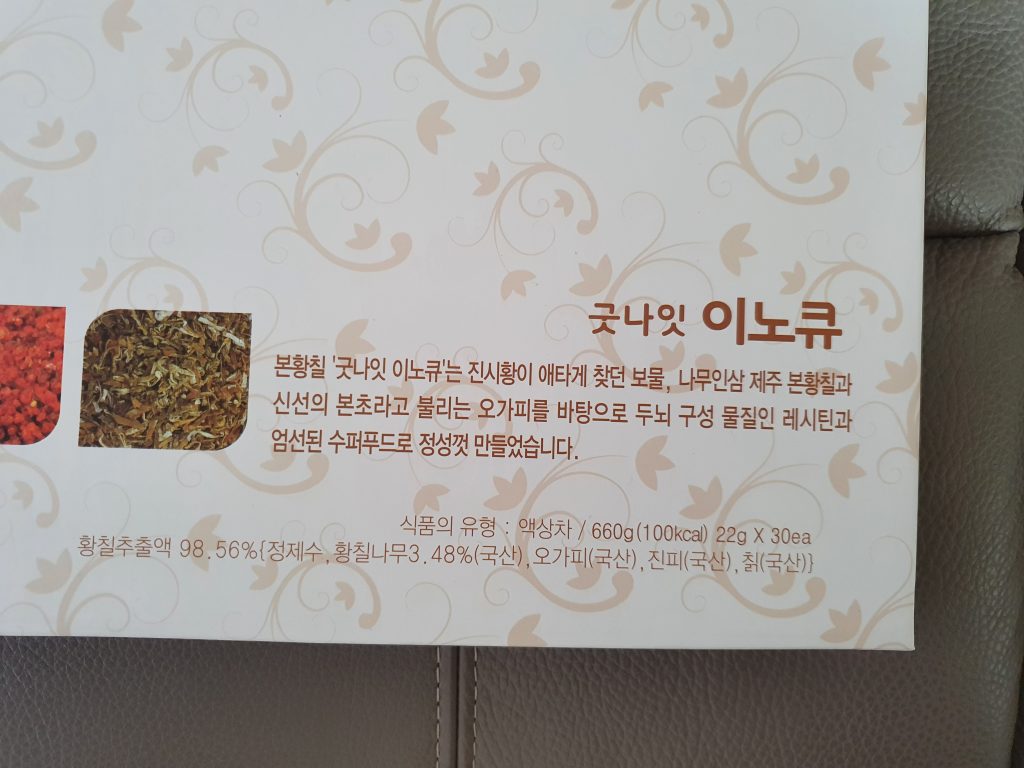 굿나잇 이노큐
본황칠 '굿나잇 이노큐'는 진시황이 애타게 찾던 보물, 나무인삼 제주 본황칠과
신선의 본초라고 불리는 오가피를 바탕으로 두뇌 구성 물질인 레시틴과
엄선된 수퍼푸드로 정성껏 만들었습니다.
식품의 유형 : 액상차 / 660g(100kcal) 22g X 30ea
황칠추출액 98.56%{정제수, 황칠나무3.48%(국산),오가피(국산),진피(국산),칡(국산)}